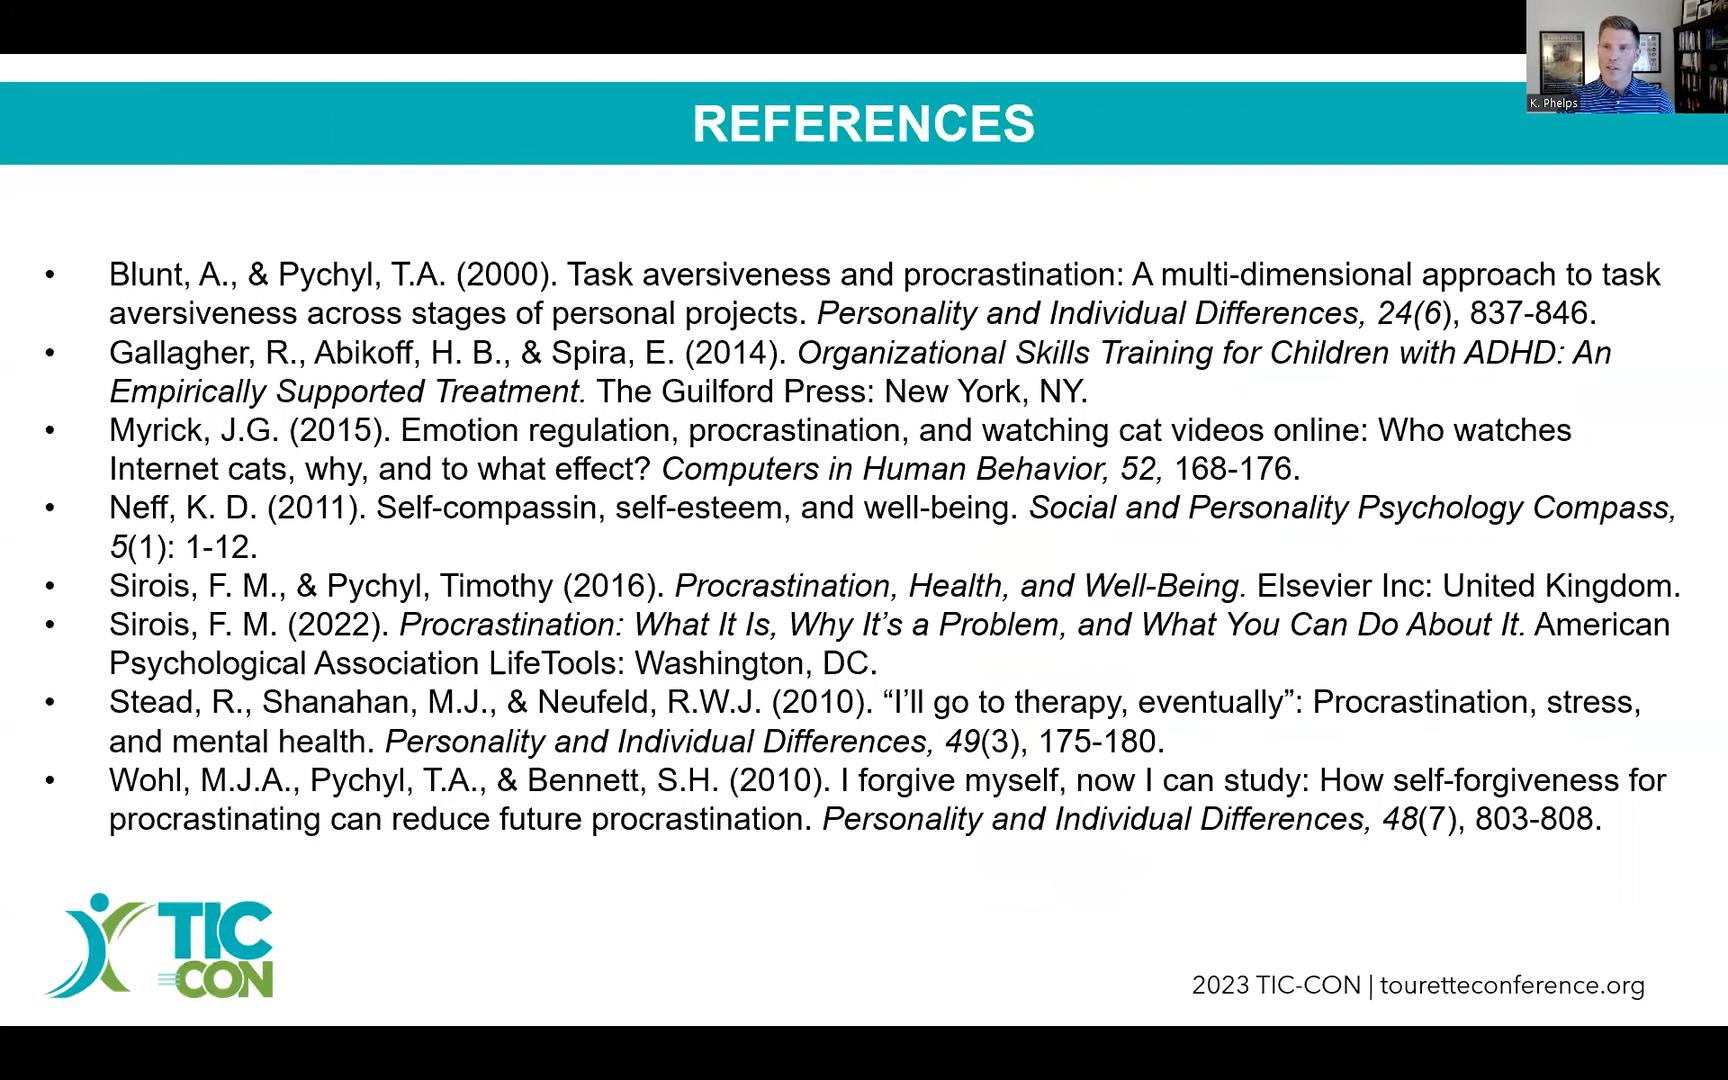 K. Phelps
REFERENCES
• Blunt, A., & Pychyl, T.A. (2000). Task aversiveness and procrastination: A multi-dimensional approach to task
aversiveness across stages of personal projects. Personality and Individual Differences, 24(6), 837-846.
• Gallagher, R., Abikoff, H. B., & Spira, E. (2014). Organizational Skills Training for Children with ADHD: An
Empirically Supported Treatment. The Guilford Press: New York, NY.
• Myrick, J.G. (2015). Emotion regulation, procrastination, and watching cat videos online: Who watches
Internet cats, why, and to what effect? Computers in Human Behavior, 52, 168-176.
• Neff, K. D. (2011). Self-compassin, self-esteem, and well-being. Social and Personality Psychology Compass,
5(1): 1-12.
• Sirois, F. M., & Pychyl, Timothy (2016). Procrastination, Health, and Well-Being. Elsevier Inc: United Kingdom.
• Sirois, F. M. (2022). Procrastination: What It Is, Why It’s a Problem, and What You Can Do About It. American
Psychological Association LifeTools: Washington, DC.
• Stead, R., Shanahan, M.J., & Neufeld, R.W.J. (2010). “I’ll go to therapy, eventually”: Procrastination, stress,
and mental health. Personality and Individual Differences, 49(3), 175-180.
• Wohl, M.J.A., Pychyl, T.A., & Bennett, S.H. (2010). I forgive myself, now I can study: How self-forgiveness for
procrastinating can reduce future procrastination. Personality and Individual Differences, 48(7), 803-808.
TIC
CON
2023 TIC-CON | touretteconference.org